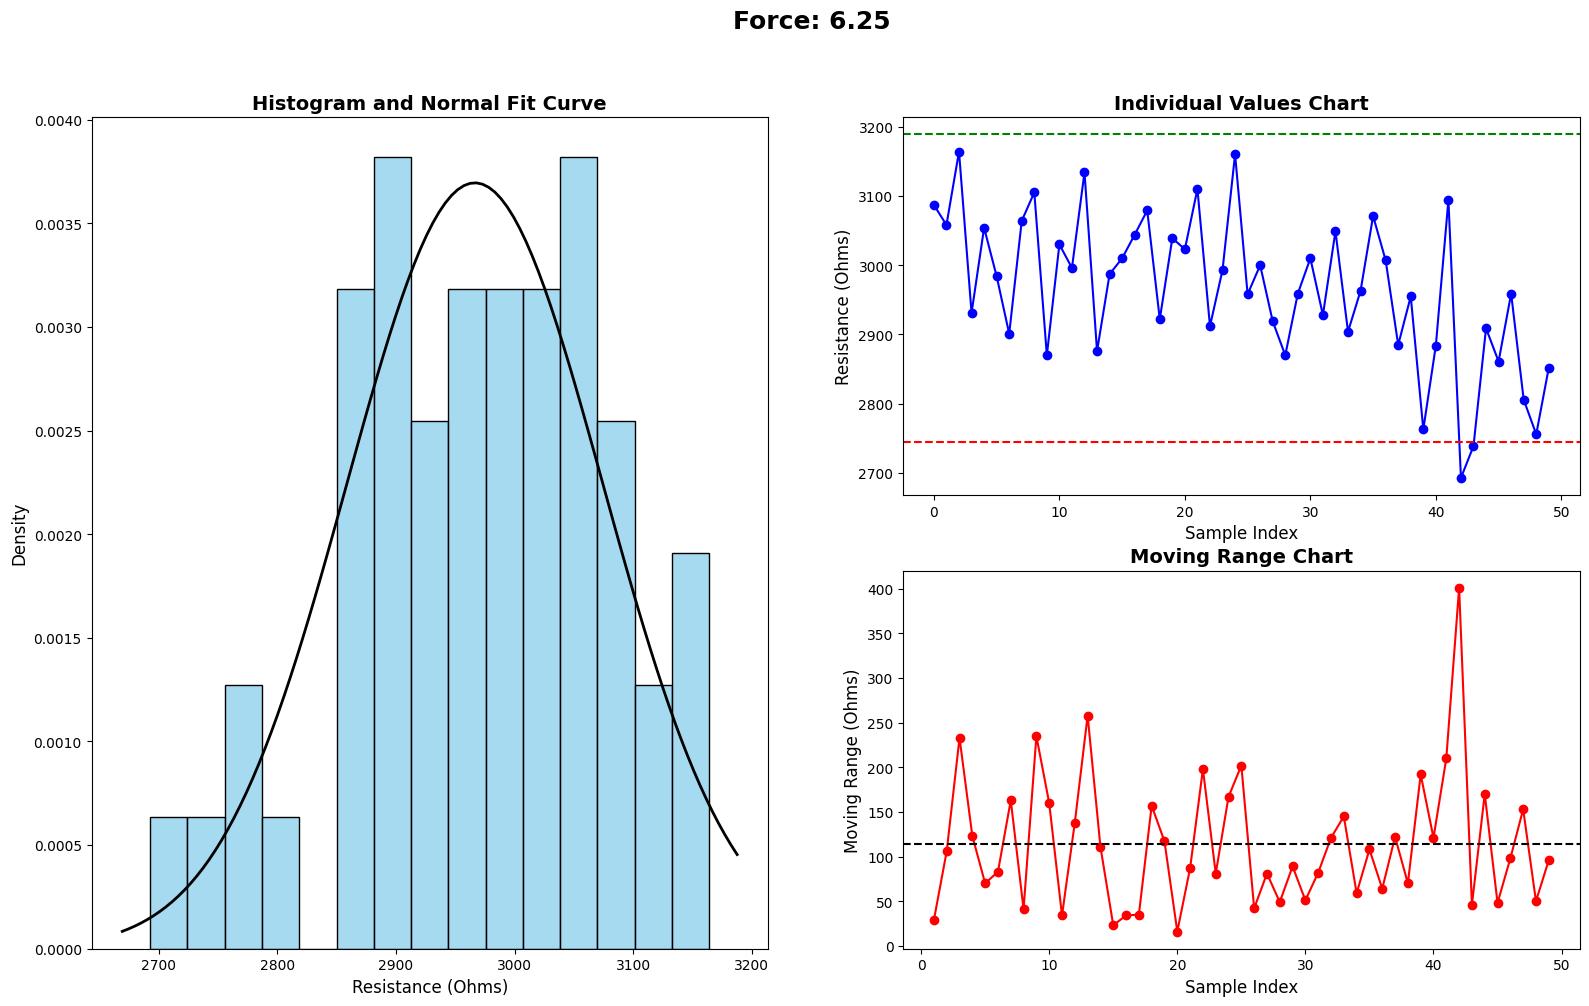 Force: 6.25
Histogram and Normal Fit Curve
0.0040
0.0035
0.0030
0.0025
0.0020
0.0015
0.0010
0.0005
0.0000
Density
2700 2800 2900 3000 3100 3200
Resistance (Ohms)
Individual Values Chart
3200
3100
3000
2900
2800
2700
Resistance (Ohms)
0 10 20 30 40 50
Sample Index
Moving Range Chart
400
350
300
250
200
150
100
50
0
Moving Range (Ohms)
0 10 20 30 40 50
Sample Index